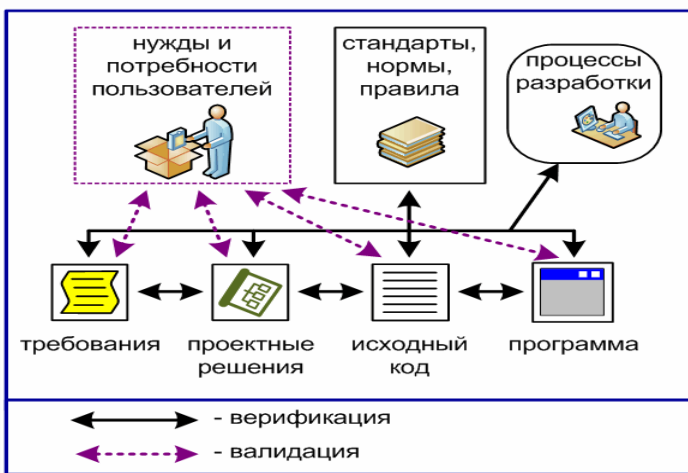 нужды и
потребности
пользователей
стандарты,
нормы,
правила
процессы
разработки
требования
проектные
решения
исходный
код
программа
- верификация
- валидация